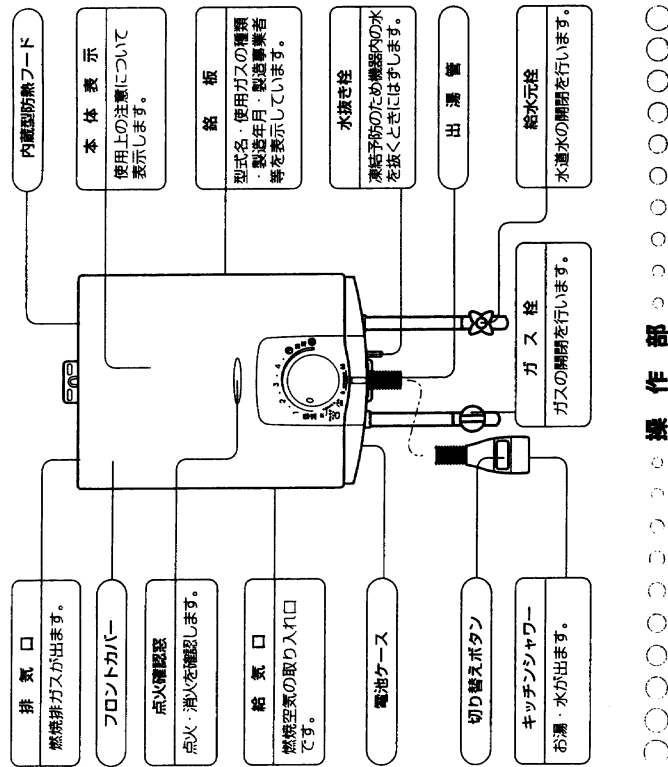 内蔵型防熱フード
本体表示
使用上の注意について
表示します。
銘板
型式名・使用ガスの種類
・製造年月・製造事業者
等を表示しています。
水抜き栓
凍結予防のため機器内の水
を抜くときにはずします。
出湯管
給水元栓
水道水の開閉を行います。
ガス栓
ガスの開閉を行います。
排気口
燃焼排ガスが出ます。
フロントカバー
点火確認窓
点火・消火を確認します。
給気口
燃焼空気の取り入れ口
です。
電池ケース
切り替えボタン
キッチンシャワー
お湯・水が出ます。
操作部